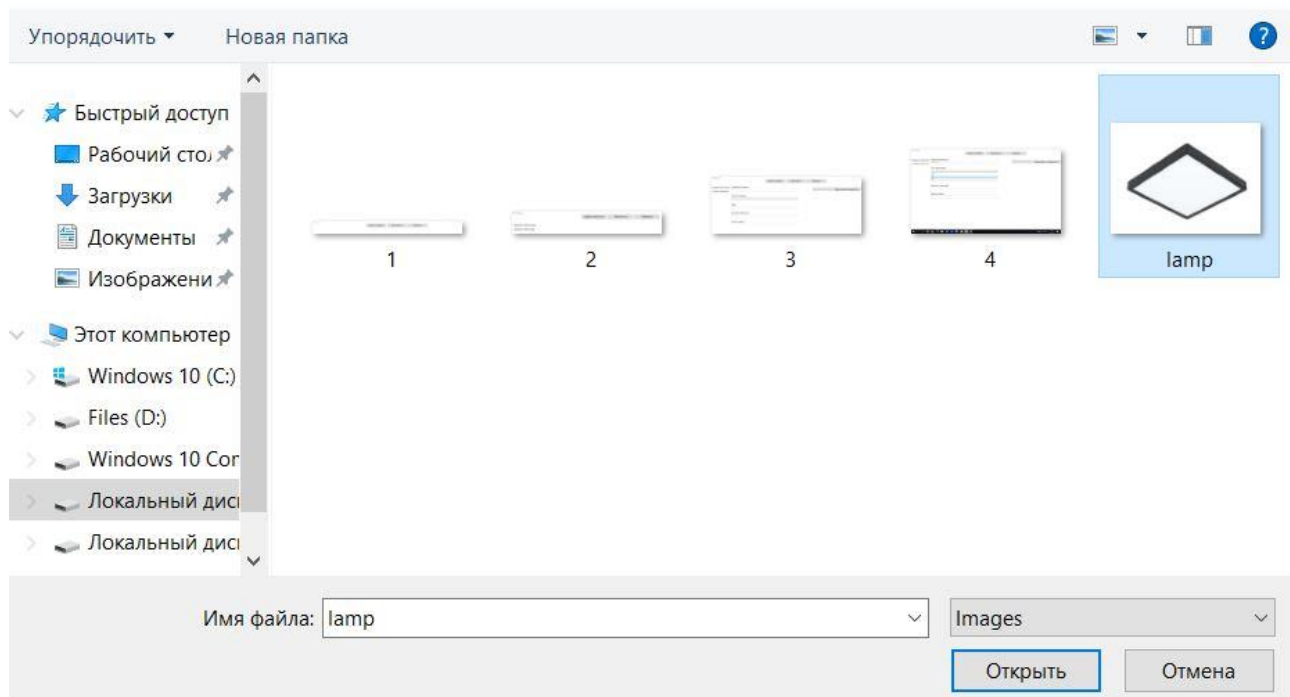 Упорядочить
Новая папка
Быстрый доступ
Рабочий сто
Загрузки
Документы
Изображени
Этот компьютер
Windows 10 (C:)
Files (D:)
Windows 10 Cor
Локальный дис
Локальный дис
1
2
3
4
lamp
Имя файла: lamp
Images
Открыть
Отмена